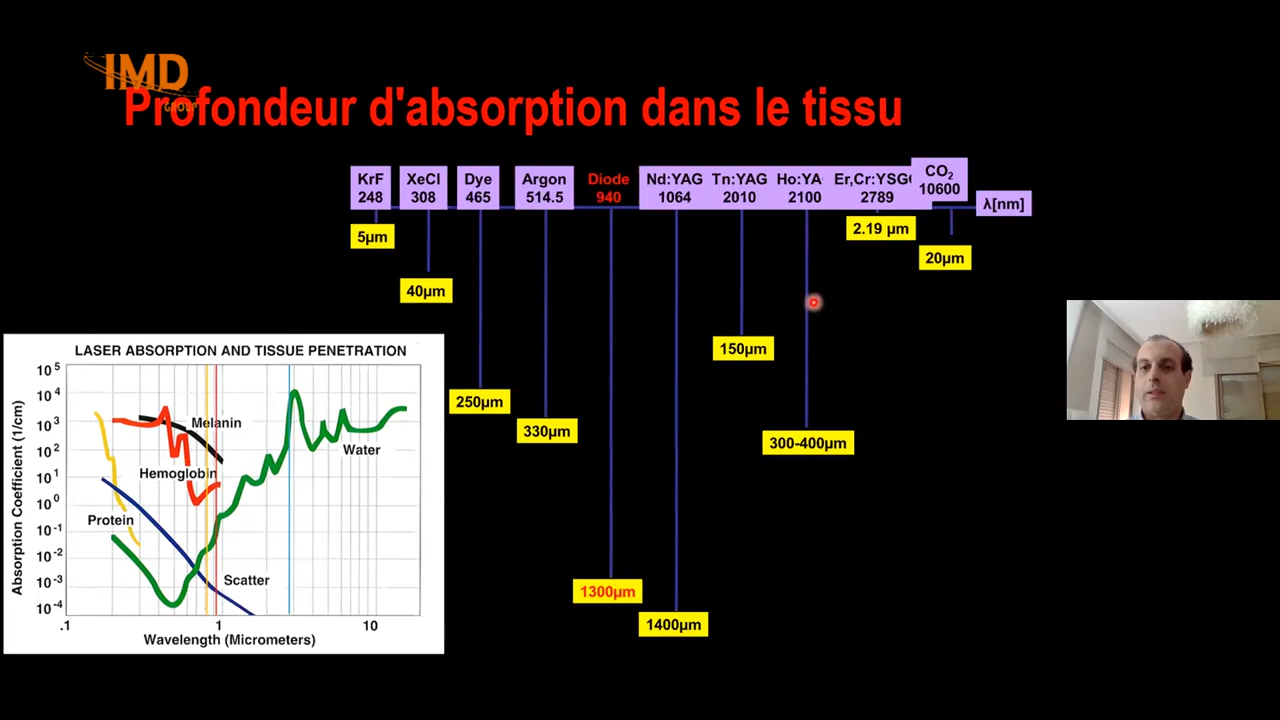 IMD
GROUP
Profondeur d'absorption dans le tissu
KrF
248
XeCl
308
Dye
465
Argon
514.5
Diode
940
Nd:YAG
1064
Tn:YAG
2010
Ho:YA
2100
Er,Cr:YSG
2789
CO2
10600
λ[nm]
5µm
40µm
250µm
330µm
1300µm
1400µm
150µm
300-400µm
2.19 µm
20µm
LASER ABSORPTION AND TISSUE PENETRATION
Absorption Coefficient (1/cm)
10^5
10^4
10^3
10^2
10^1
10^0
10^-1
10^-2
10^-3
10^-4
Melanin
Hemoglobin
Water
Protein
Scatter
.1
1
10
Wavelength (Micrometers)